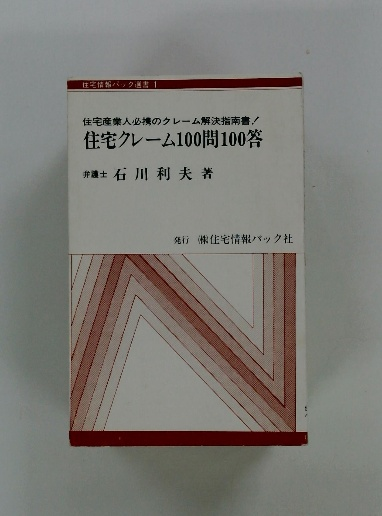 住宅情報パック選書 1
住宅産業人必携のクレーム解決指南書！
住宅クレーム100問100答
弁護士 石川利夫 著
発行 ㈱住宅情報パック社